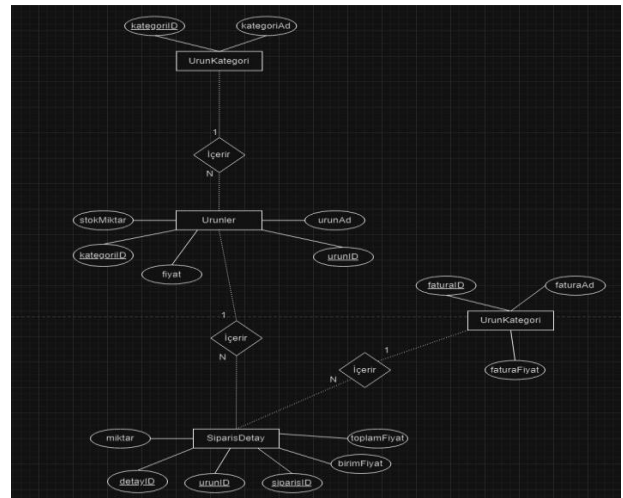 kategoriID
kategoriAd
UrunKategori
1
İçerir
N
stokMiktar
Urunler
urunAd
kategoriID
fiyat
urunID
faturaID
faturaAd
UrunKategori
faturaFiyat
1
İçerir
N
1
İçerir
N
miktar
SiparisDetay
toplamFiyat
birimFiyat
detayID
urunID
siparisID